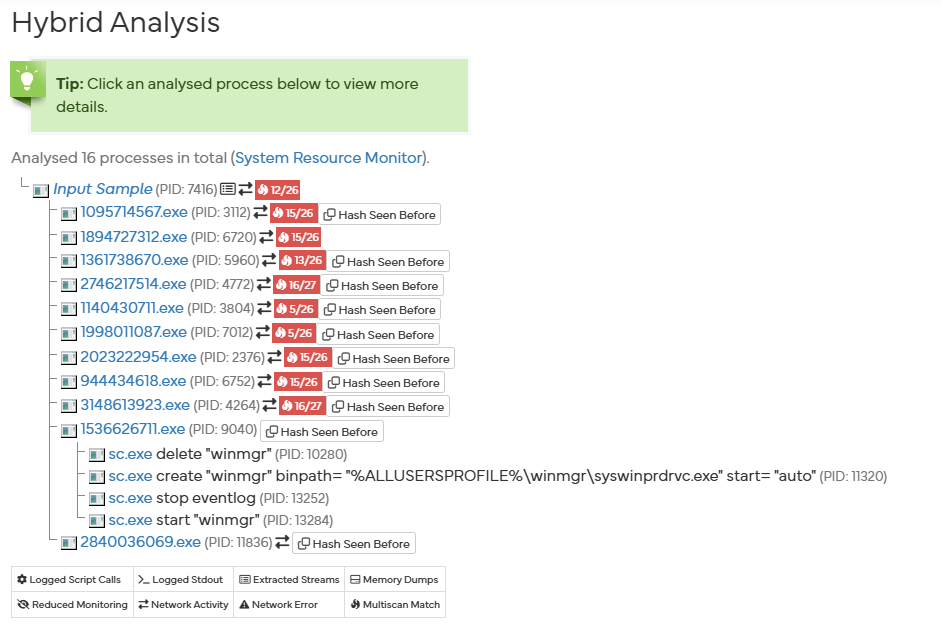 Hybrid Analysis
Tip: Click an analysed process below to view more
details.
Analysed 16 processes in total (System Resource Monitor).
Input Sample (PID: 7416) 12/26
1095714567.exe (PID: 3112) 15/26 Hash Seen Before
1894727312.exe (PID: 6720) 15/26
1361738670.exe (PID: 5960) 13/26 Hash Seen Before
2746217514.exe (PID: 4772) 16/27 Hash Seen Before
1140430711.exe (PID: 3804) 5/26 Hash Seen Before
1998011087.exe (PID: 7012) 5/26 Hash Seen Before
2023222954.exe (PID: 2376) 15/26 Hash Seen Before
944434618.exe (PID: 6752) 15/26 Hash Seen Before
3148613923.exe (PID: 4264) 16/27 Hash Seen Before
1536626711.exe (PID: 9040) Hash Seen Before
sc.exe delete "winmgr" (PID: 10280)
sc.exe create "winmgr" binpath= "%ALLUSERSPROFILE%\winmgr\syswinprdrvc.exe" start= "auto" (PID: 11320)
sc.exe stop eventlog (PID: 13252)
sc.exe start "winmgr" (PID: 13284)
2840036069.exe (PID: 11836) Hash Seen Before
Logged Script Calls Logged Stdout Extracted Streams Memory Dumps
Reduced Monitoring Network Activity Network Error Multiscan Match